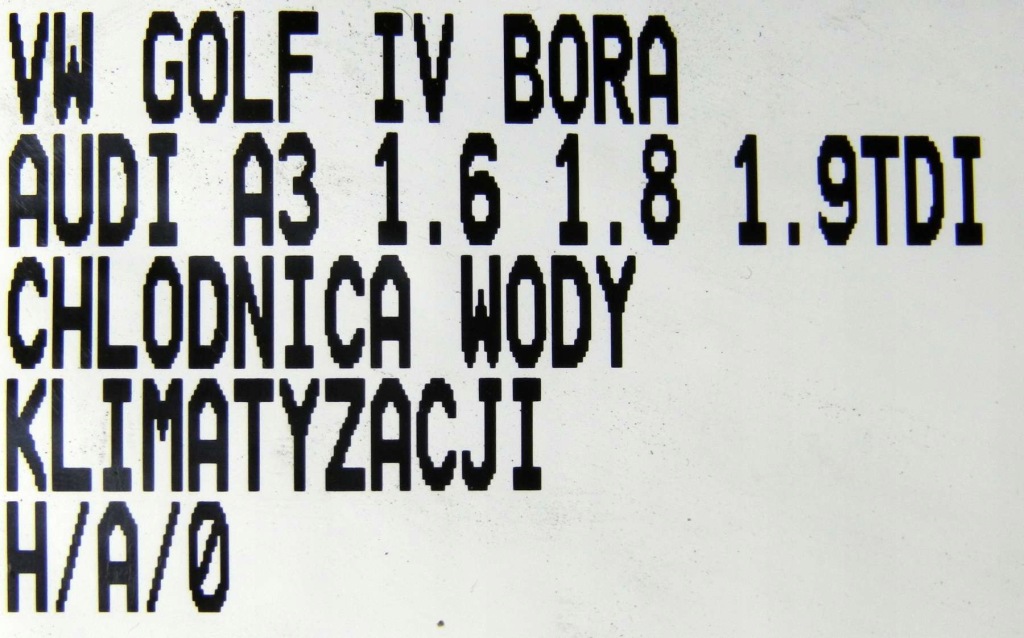 VW GOLF IV BORA
AUDI A3 1.6 1.8 1.9TDI
CHLODNICA WODY
KLIMATYZACJI
H/A/0